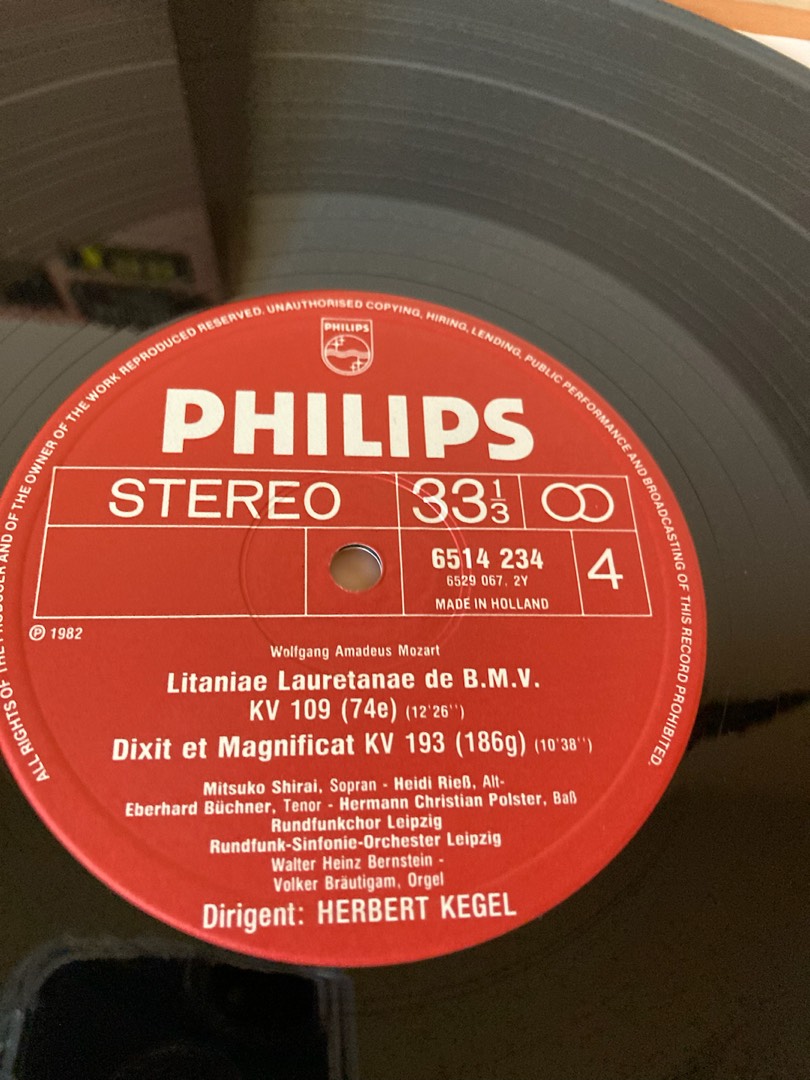 ALL RIGHTS OF THE PRODUCER AND OF THE OWNER OF THE WORK REPRODUCED RESERVED. UNAUTHORISED COPYING, HIRING, LENDING, PUBLIC PERFORMANCE AND BROADCASTING OF THIS RECORD PROHIBITED.
PHILIPS
PHILIPS
STEREO 33 1/3
6514 234 4
6529 067. 2Y
MADE IN HOLLAND
℗ 1982
Wolfgang Amadeus Mozart
Litaniae Lauretanae de B.M.V.
KV 109 (74e) (12'26'')
Dixit et Magnificat KV 193 (186g) (10'38'')
Mitsuko Shirai, Sopran - Heidi Rieß, Alt-
Eberhard Büchner, Tenor - Hermann Christian Polster, Baß
Rundfunkchor Leipzig
Rundfunk-Sinfonie-Orchester Leipzig
Walter Heinz Bernstein -
Volker Bräutigam, Orgel
Dirigent: HERBERT KEGEL